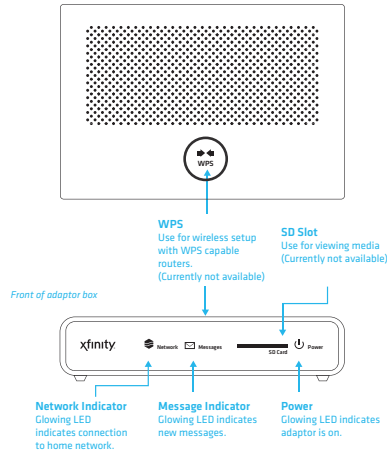 WPS
WPS
Use for wireless setup
with WPS capable
routers.
(Currently not available)
SD Slot
Use for viewing media
(Currently not available)
Front of adaptor box
xfinity
Network
Messages
SD Card
Power
Network Indicator
Glowing LED
indicates connection
to home network.
Message Indicator
Glowing LED indicates
new messages.
Power
Glowing LED indicates
adaptor is on.